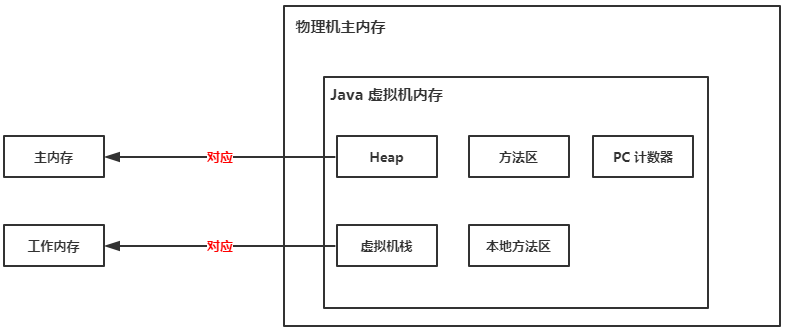 物理机主内存
Java 虚拟机内存
主内存
对应
Heap
方法区
PC 计数器
工作内存
对应
虚拟机栈
本地方法区